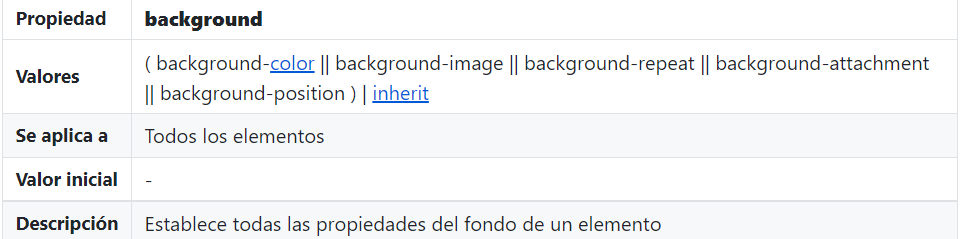 Propiedad background
Valores ( background-color || background-image || background-repeat || background-attachment
|| background-position ) | inherit
Se aplica a Todos los elementos
Valor inicial -
Descripción Establece todas las propiedades del fondo de un elemento